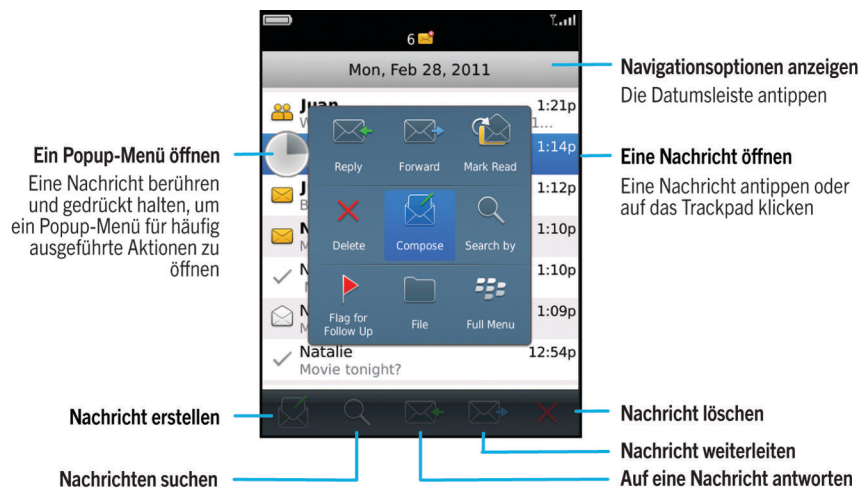 6
Mon, Feb 28, 2011
Navigationsoptionen anzeigen
Die Datumsleiste antippen
Juan
1:21p
W
1...
Reply
Forward
Mark Read
Ein Popup-Menü öffnen
Eine Nachricht berühren
und gedrückt halten, um
ein Popup-Menü für häufig
ausgeführte Aktionen zu
öffnen
1:14p
Eine Nachricht öffnen
Eine Nachricht antippen oder
auf das Trackpad klicken
J
1:12p
B
N
1:10p
M
Delete
Compose
Search by
N
1:10p
N
1:09p
M
Flag for
Follow Up
File
Full Menu
Natalie
12:54p
Movie tonight?
Nachricht erstellen
Nachricht löschen
Nachricht weiterleiten
Nachrichten suchen
Auf eine Nachricht antworten